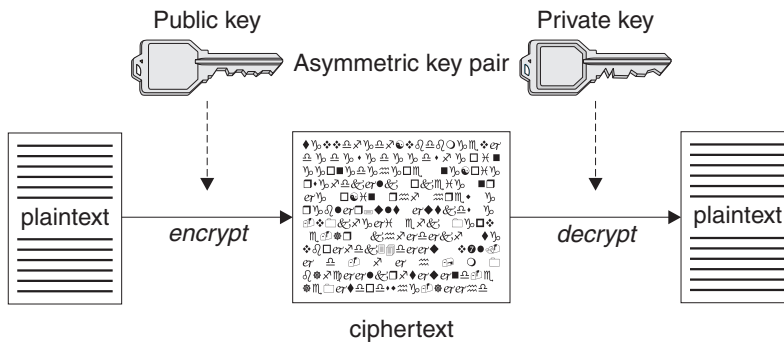 Public key
Private key
Asymmetric key pair
plaintext
encrypt
decrypt
plaintext
ciphertext